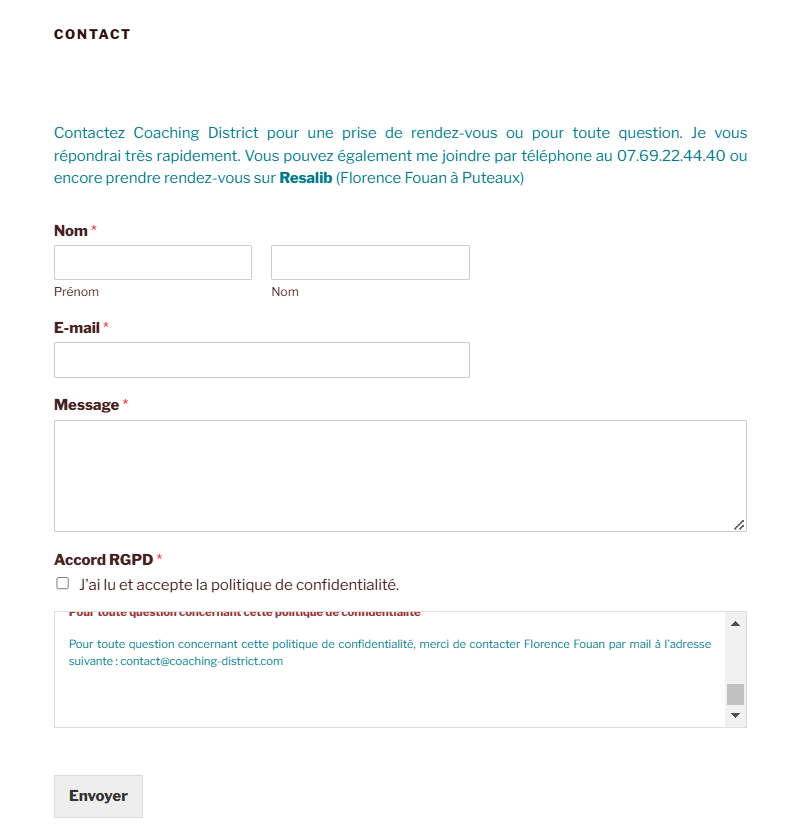 CONTACT
Contactez Coaching District pour une prise de rendez-vous ou pour toute question. Je vous
répondrai très rapidement. Vous pouvez également me joindre par téléphone au 07.69.22.44.40 ou
encore prendre rendez-vous sur Resalib (Florence Fouan à Puteaux)
Nom *
Prénom Nom
E-mail *
Message *
Accord RGPD *
J'ai lu et accepte la politique de confidentialité.
Pour toute question concernant cette politique de confidentialité
Pour toute question concernant cette politique de confidentialité, merci de contacter Florence Fouan par mail à l'adresse
suivante : contact@coaching-district.com
Envoyer